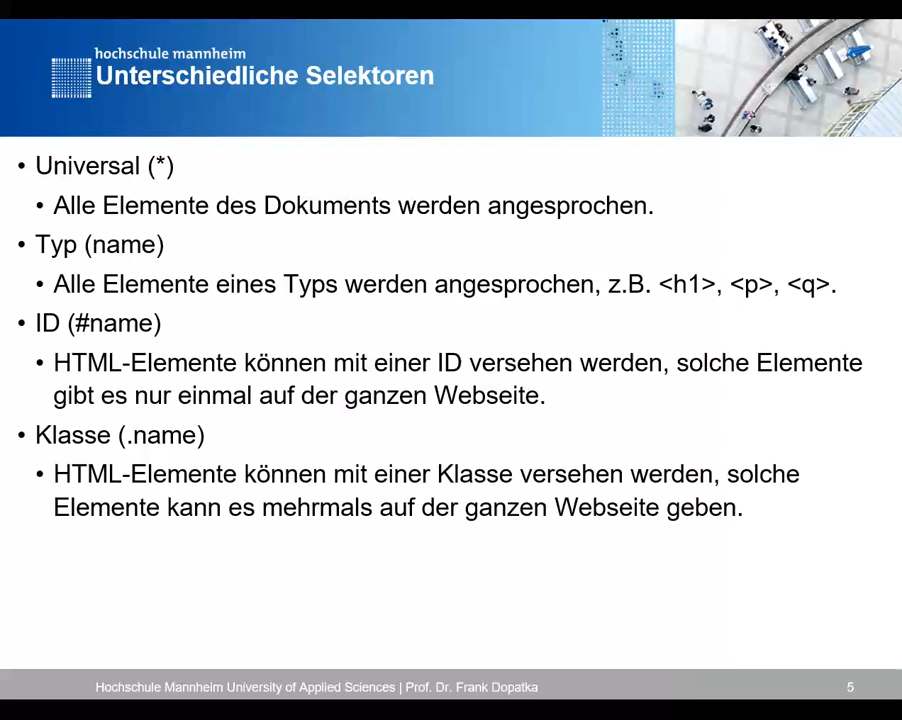 hochschule mannheim
Unterschiedliche Selektoren
• Universal (*)
• Alle Elemente des Dokuments werden angesprochen.
• Typ (name)
• Alle Elemente eines Typs werden angesprochen, z.B. <h1>, <p>, <q>.
• ID (#name)
• HTML-Elemente können mit einer ID versehen werden, solche Elemente
gibt es nur einmal auf der ganzen Webseite.
• Klasse (.name)
• HTML-Elemente können mit einer Klasse versehen werden, solche
Elemente kann es mehrmals auf der ganzen Webseite geben.
Hochschule Mannheim University of Applied Sciences | Prof. Dr. Frank Dopatka 5